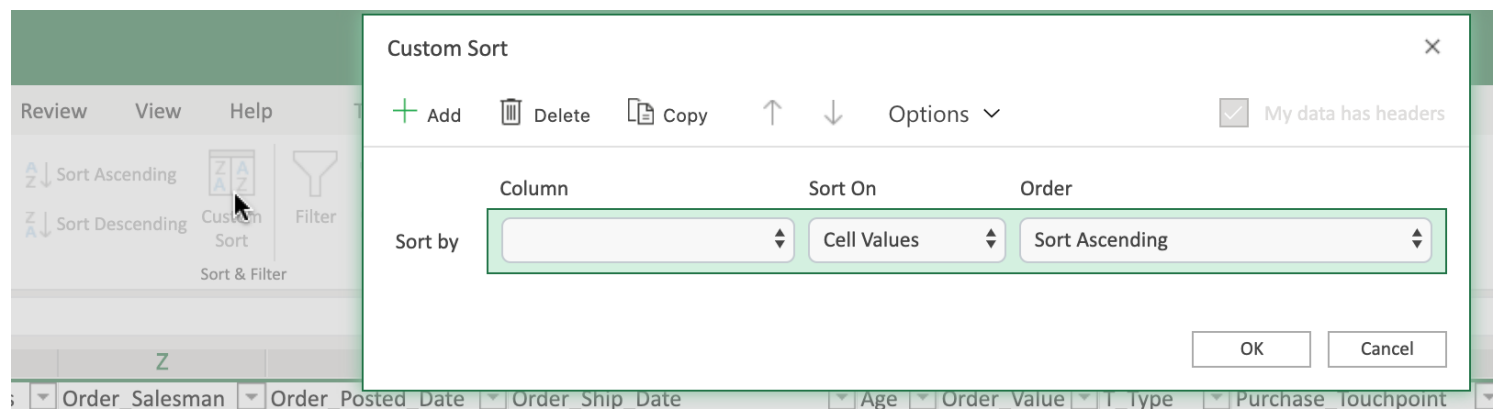 Custom Sort
Add Delete Copy Options My data has headers
Review View Help
Sort Ascending
Sort Descending
Custom Sort
Filter
Sort & Filter
Column Sort On Order
Sort by Cell Values Sort Ascending
OK Cancel
Z
Order_Salesman Order_Posted_Date Order_Ship_Date Age Order_Value T_Type Purchase_Touchpoint